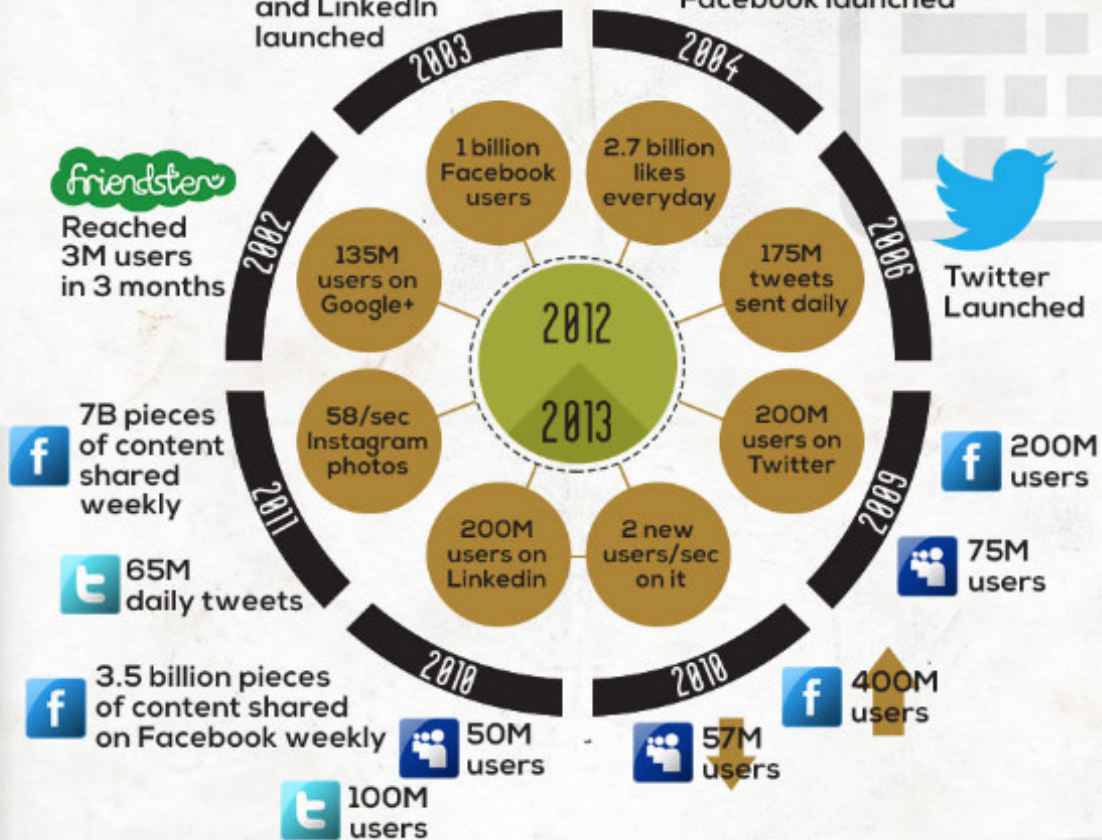 and LinkedIn
launched
Facebook launched
2003
2004
friendster
Reached
3M users
in 3 months
2002
2006
Twitter
Launched
1 billion
Facebook
users
2.7 billion
likes
everyday
135M
users on
Google+
175M
tweets
sent daily
2012
2013
58/sec
Instagram
photos
200M
users on
Twitter
200M
users on
Linkedin
2 new
users/sec
on it
f
7B pieces
of content
shared
weekly
2011
2009
f
200M
users
t
65M
daily tweets
75M
users
f
3.5 billion pieces
of content shared
on Facebook weekly
2010
2010
f
400M
users
50M
users
57M
users
t
100M
users